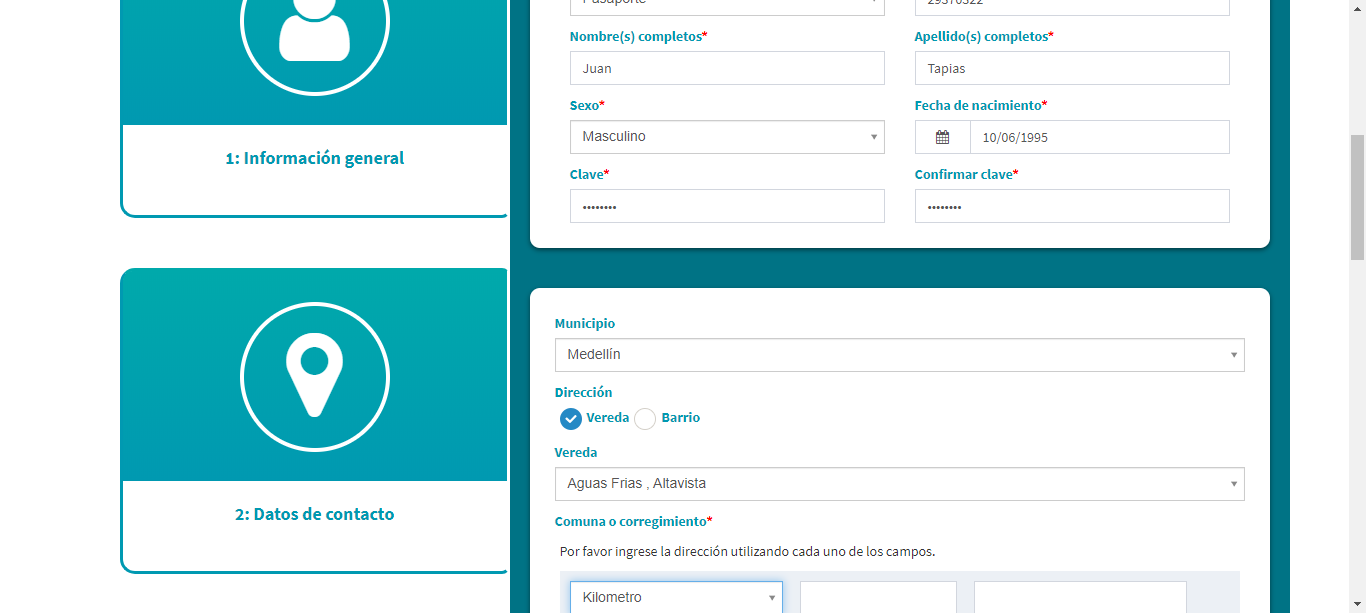 Pasaporte
29370322
Nombre(s) completos*
Apellido(s) completos*
Juan
Tapias
Sexo*
Fecha de nacimiento*
Masculino
10/06/1995
1: Información general
Clave*
Confirmar clave*
••••••••
••••••••
Municipio
Medellín
Dirección
Vereda
Barrio
Vereda
Aguas Frias , Altavista
2: Datos de contacto
Comuna o corregimiento*
Por favor ingrese la dirección utilizando cada uno de los campos.
Kilometro